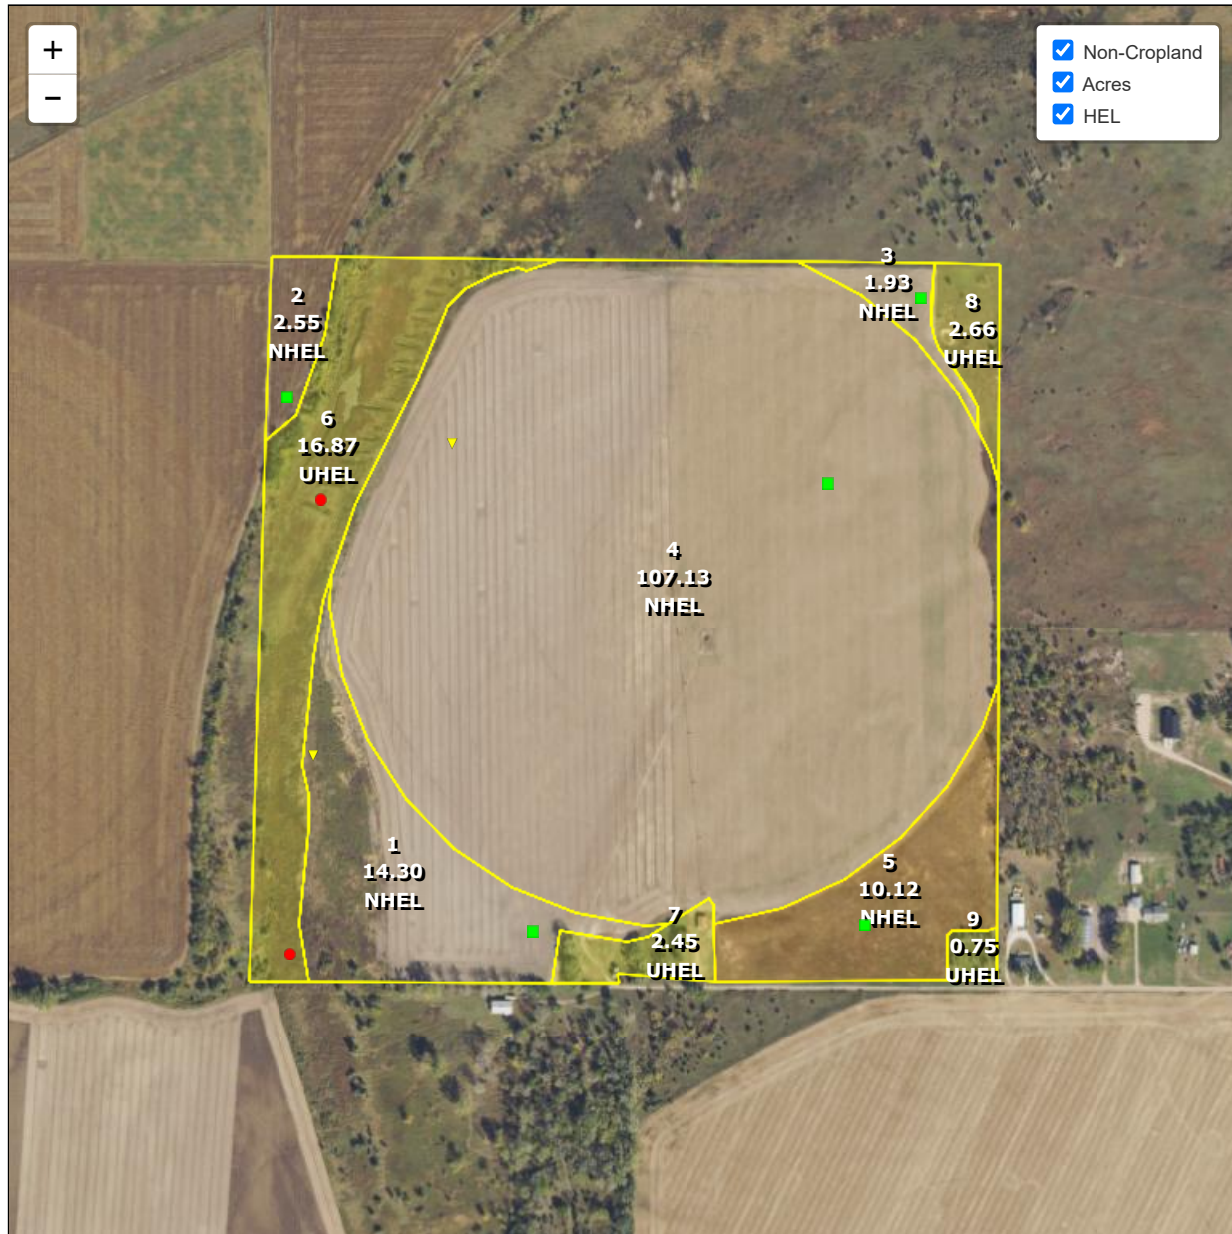 +
−
Non-Cropland
Acres
HEL
3
1.93
NHEL
2
2.55
NHEL
8
2.66
UHEL
6
16.87
UHEL
4
107.13
NHEL
1
14.30
NHEL
5
10.12
NHEL
7
2.45
UHEL
9
0.75
UHEL